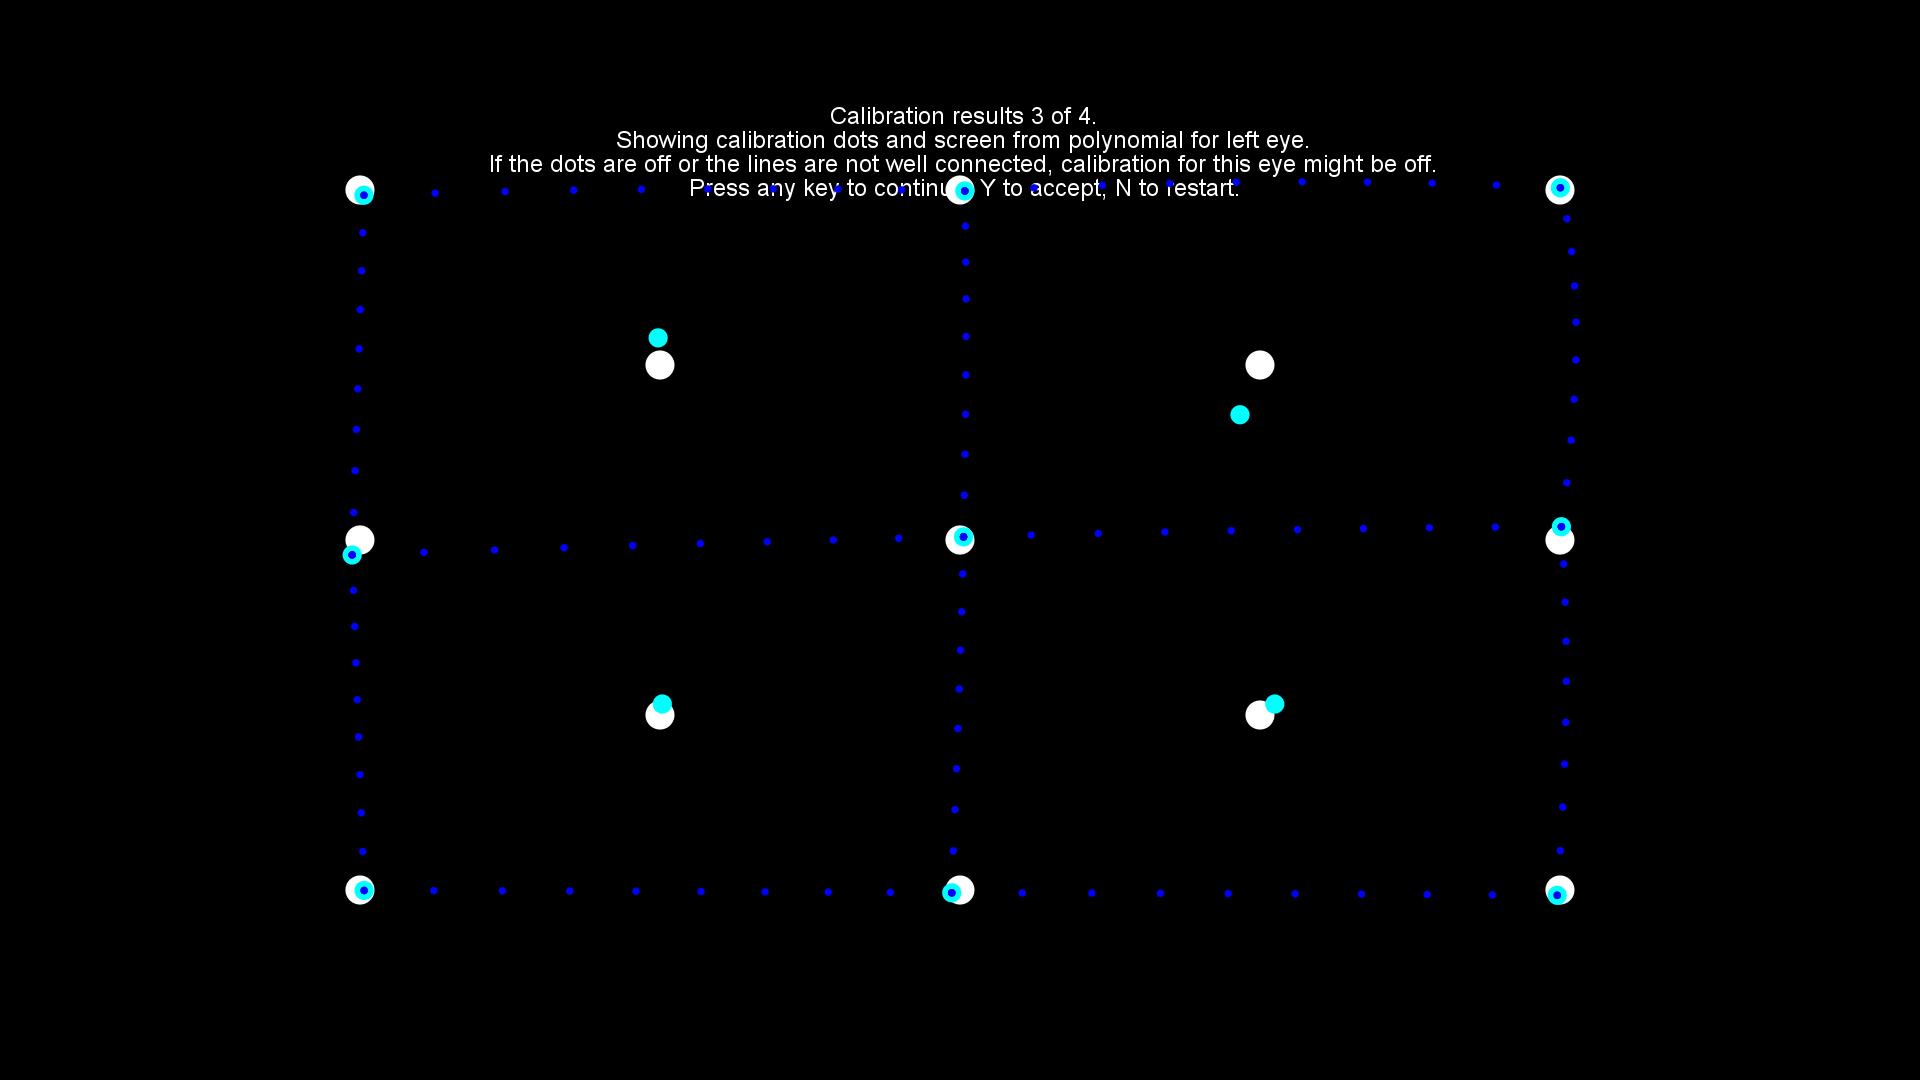 Calibration results 3 of 4.
Showing calibration dots and screen from polynomial for left eye.
If the dots are off or the lines are not well connected, calibration for this eye might be off.
Press any key to continue, Y to accept, N to restart.